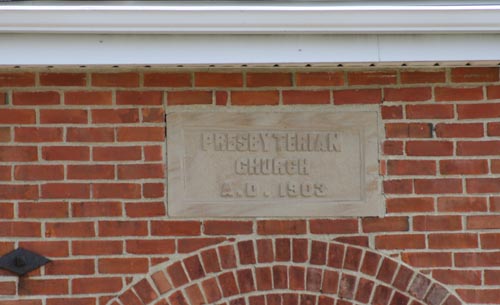 PRESBYTERIAN
CHURCH
A.D. 1903